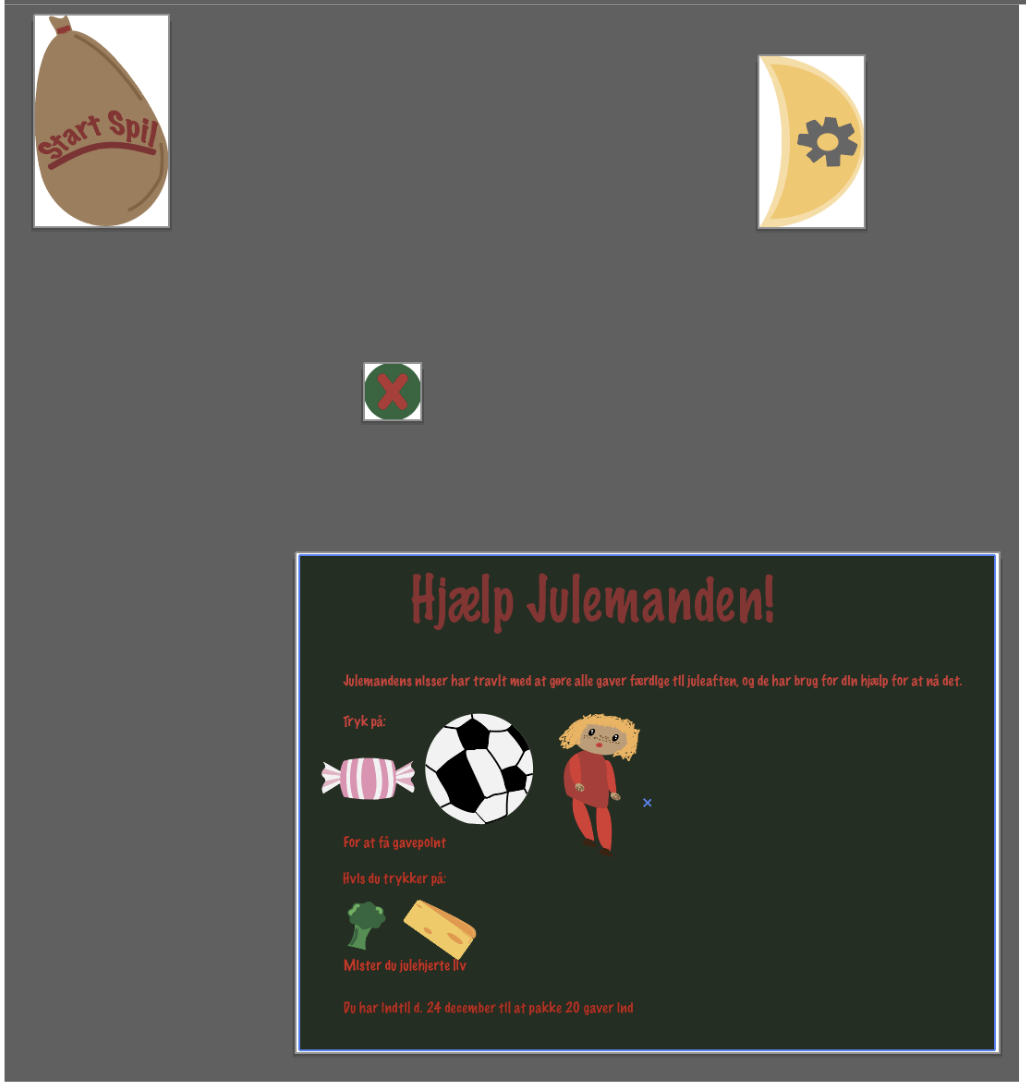 Start Spil
Hjælp Julemanden!
Julemandens nisser har travlt med at gøre alle gaver færdige til juleaften, og de har brug for din hjælp for at nå det.
Tryk på:
For at få gavepoint
Hvis du trykker på:
Mister du julehjerte liv
Du har indtil d. 24 december til at pakke 20 gaver ind